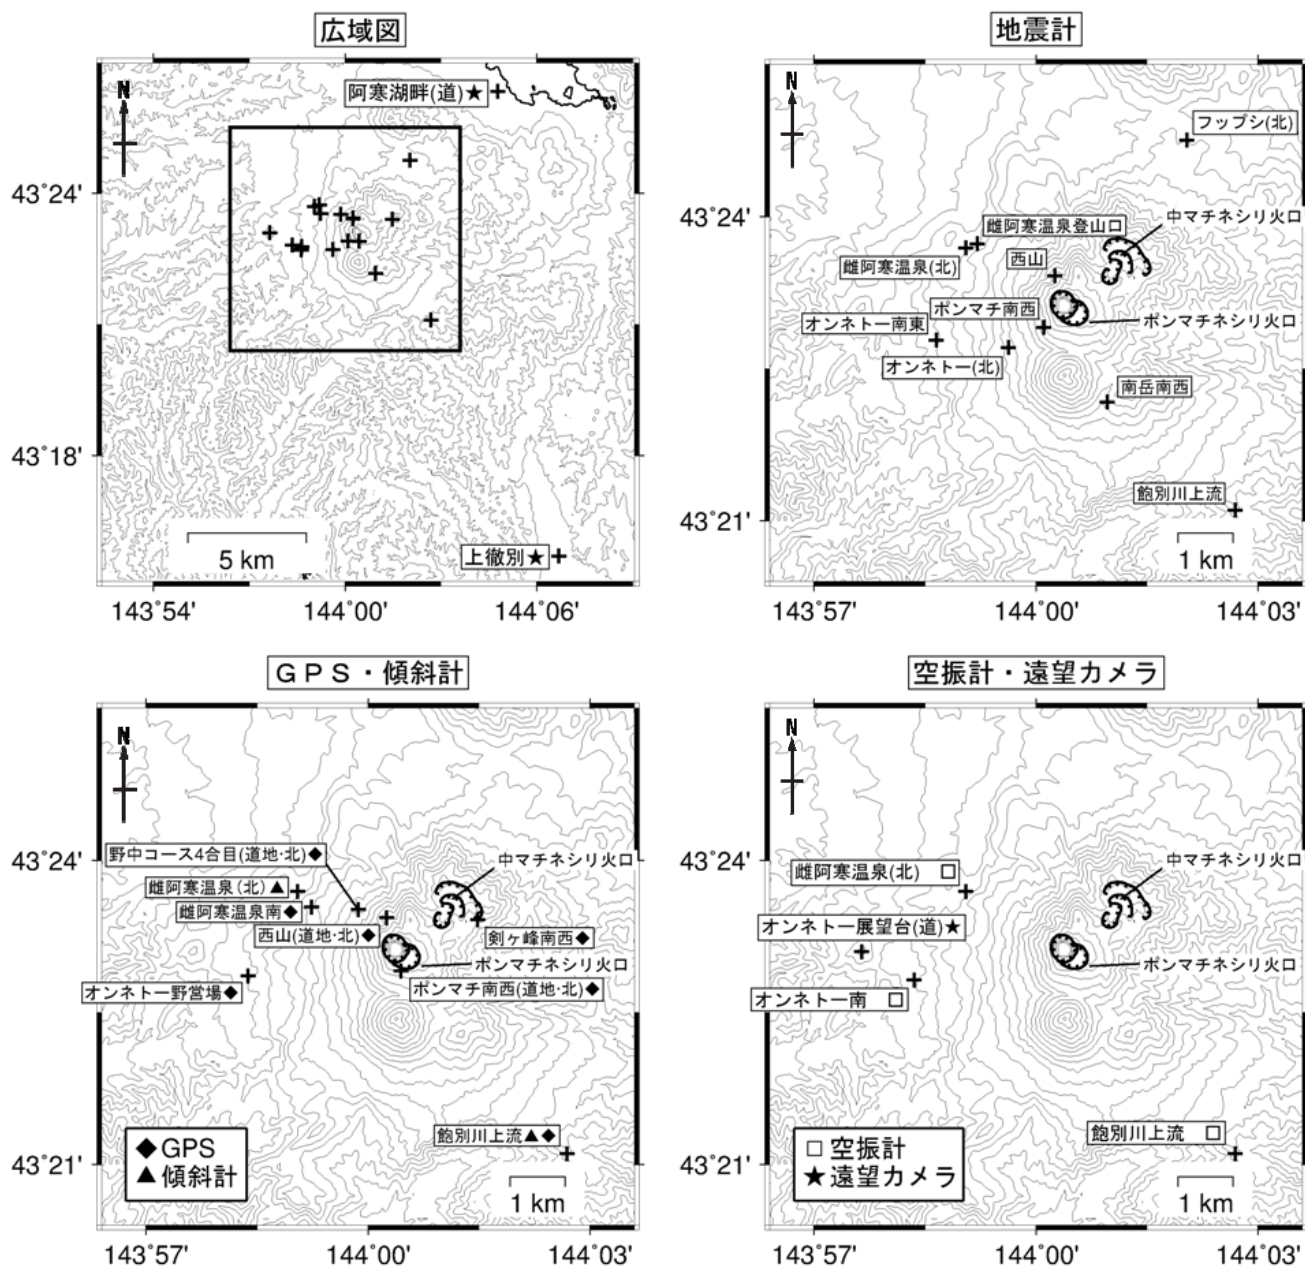 広域図
N
阿寒湖畔(道)★
43°24'
43°18'
5 km
上徹別★
143°54'
144°00'
144°06'
地震計
N
フップシ(北)
43°24'
中マチネシリ火口
雌阿寒温泉登山口
雌阿寒温泉(北)
西山
ポンマチ南西
オンネトー南東
ポンマチネシリ火口
オンネトー(北)
南岳南西
飽別川上流
43°21'
1 km
143°57'
144°00'
144°03'
GPS・傾斜計
N
43°24'
野中コース4合目(道地・北)◆
中マチネシリ火口
雌阿寒温泉(北)▲
雌阿寒温泉南◆
西山(道地・北)◆
剣ヶ峰南西◆
ポンマチネシリ火口
オンネトー野営場◆
ポンマチ南西(道地・北)◆
飽別川上流▲◆
◆GPS
▲傾斜計
43°21'
1 km
143°57'
144°00'
144°03'
空振計・遠望カメラ
N
43°24'
中マチネシリ火口
雌阿寒温泉(北) □
オンネトー展望台(道)★
ポンマチネシリ火口
オンネトー南 □
飽別川上流 □
□ 空振計
★遠望カメラ
43°21'
1 km
143°57'
144°00'
144°03'